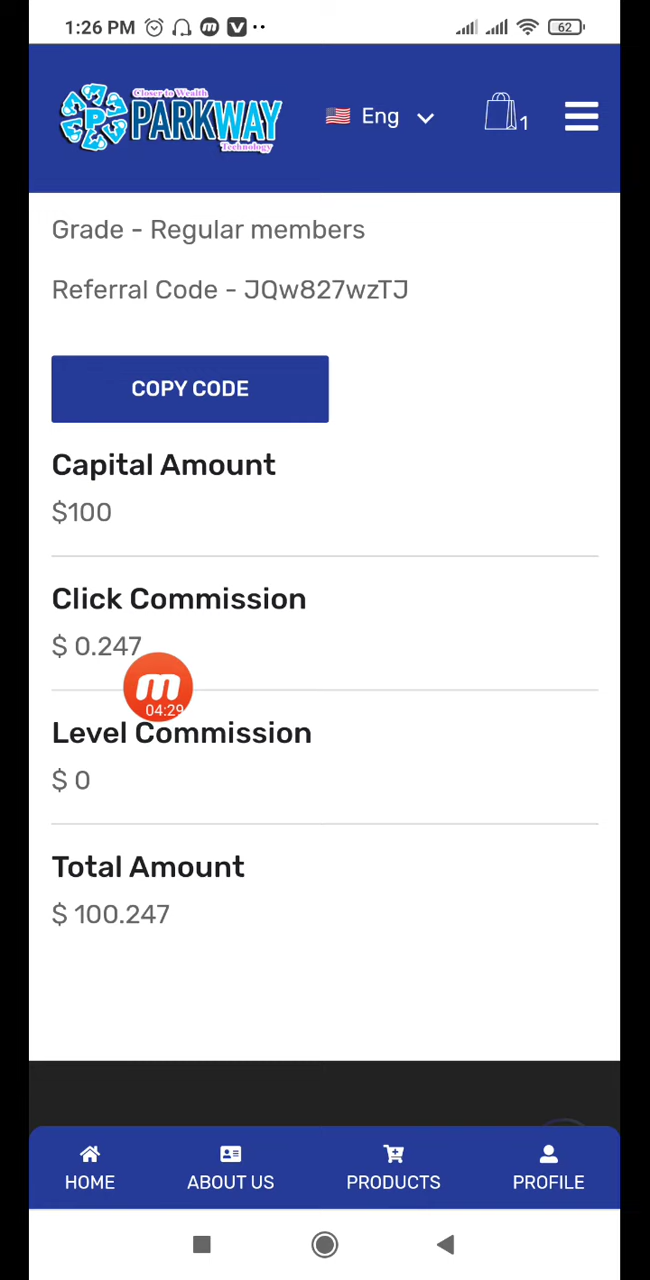 1:26 PM
62
Closer to Wealth
PARKWAY
Technology
Eng
1
Grade - Regular members
Referral Code - JQw827wzTJ
COPY CODE
Capital Amount
$100
Click Commission
$ 0.247
04:29
Level Commission
$ 0
Total Amount
$ 100.247
HOME
ABOUT US
PRODUCTS
PROFILE